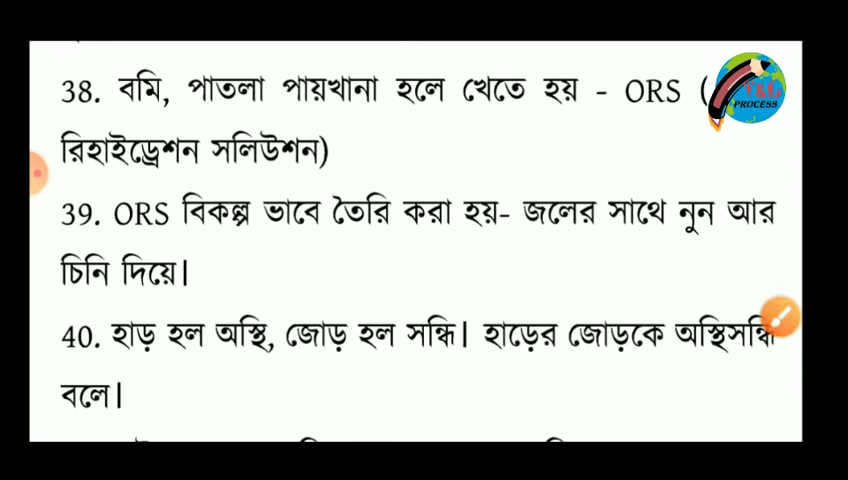 38. বমি, পাতলা পায়খানা হলে খেতে হয় - ORS (
রিহাইড্রেশন সলিউশন)
39. ORS বিকল্প ভাবে তৈরি করা হয়- জলের সাথে নুন আর
চিনি দিয়ে।
40. হাড় হল অস্থি, জোড় হল সন্ধি। হাড়ের জোড়কে অস্থিসন্ধি
বলে।
PROCESS